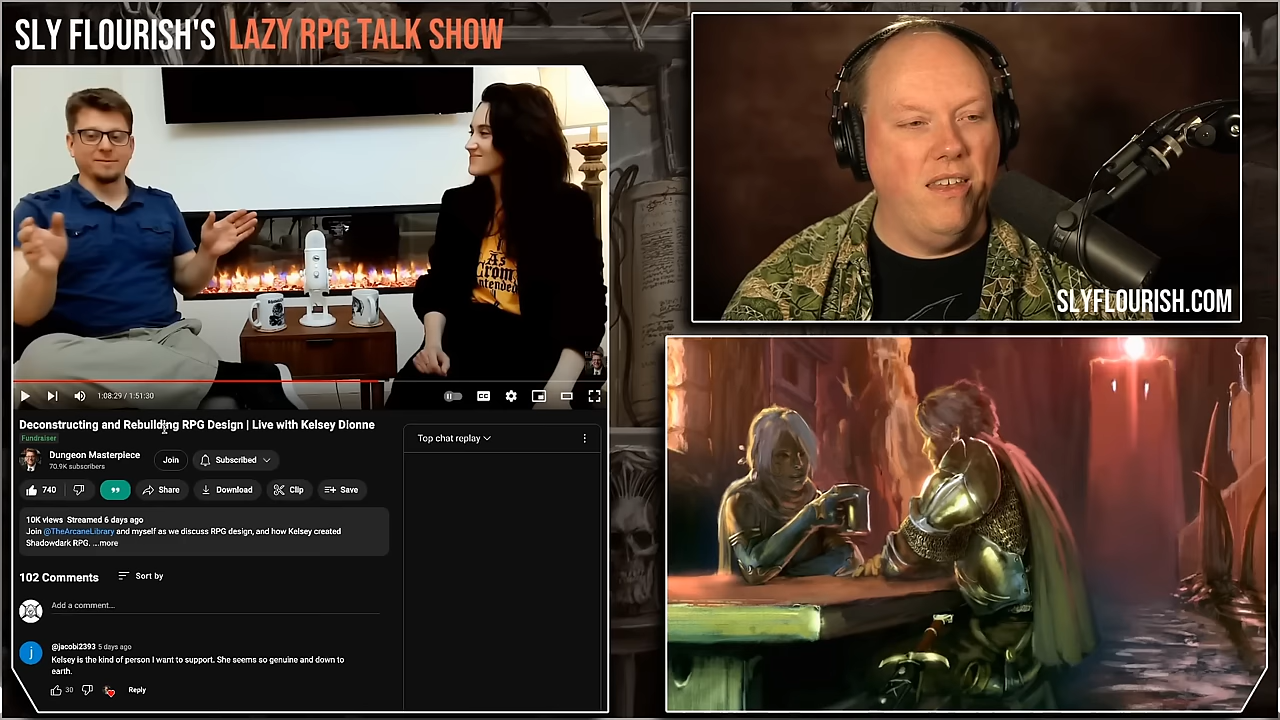 SLY FLOURISH'S LAZY RPG TALK SHOW
As
Crom
Intended
1:08:29 / 1:51:30
CC
Deconstructing and Rebuilding RPG Design | Live with Kelsey Dionne
Fundraiser
Dungeon Masterpiece
70.9K subscribers
Join
Subscribed
740
Share
Download
Clip
Save
10K views Streamed 6 days ago
Join @TheArcaneLibrary and myself as we discuss RPG design, and how Kelsey created
Shadowdark RPG. ...more
102 Comments
Sort by
Add a comment...
j
@jacobi2393 5 days ago
Kelsey is the kind of person I want to support. She seems so genuine and down to
earth.
30
Reply
Top chat replay
SLYFLOURISH.COM